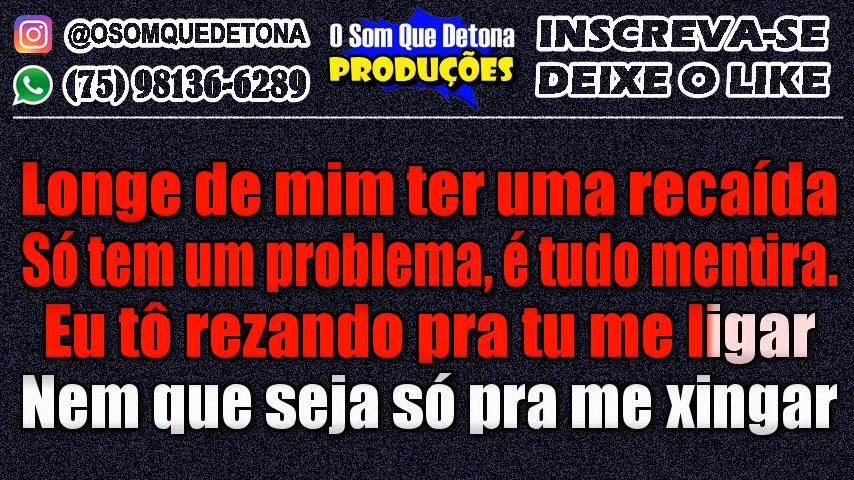 @OSOMQUEDETONA
(75) 98136-6289
O Som Que Detona
PRODUÇÕES
INSCREVA-SE
DEIXE O LIKE
Longe de mim ter uma recaída
Só tem um problema, é tudo mentira.
Eu tô rezando pra tu me ligar
Nem que seja só pra me xingar